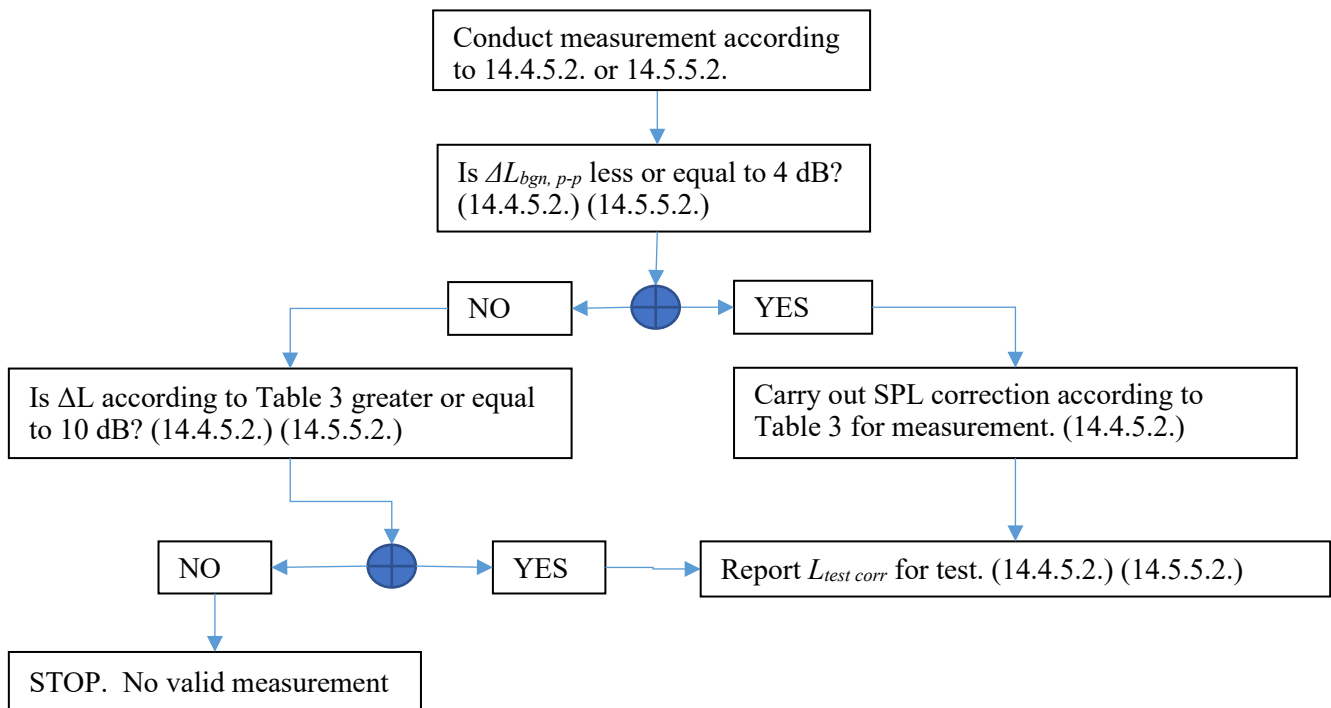 Conduct measurement according
to 14.4.5.2. or 14.5.5.2.
Is ΔLbgn, p-p less or equal to 4 dB?
(14.4.5.2.) (14.5.5.2.)
NO
YES
Is ΔL according to Table 3 greater or equal
to 10 dB? (14.4.5.2.) (14.5.5.2.)
Carry out SPL correction according to
Table 3 for measurement. (14.4.5.2.)
NO
YES
Report Ltest corr for test. (14.4.5.2.) (14.5.5.2.)
STOP.  No valid measurement